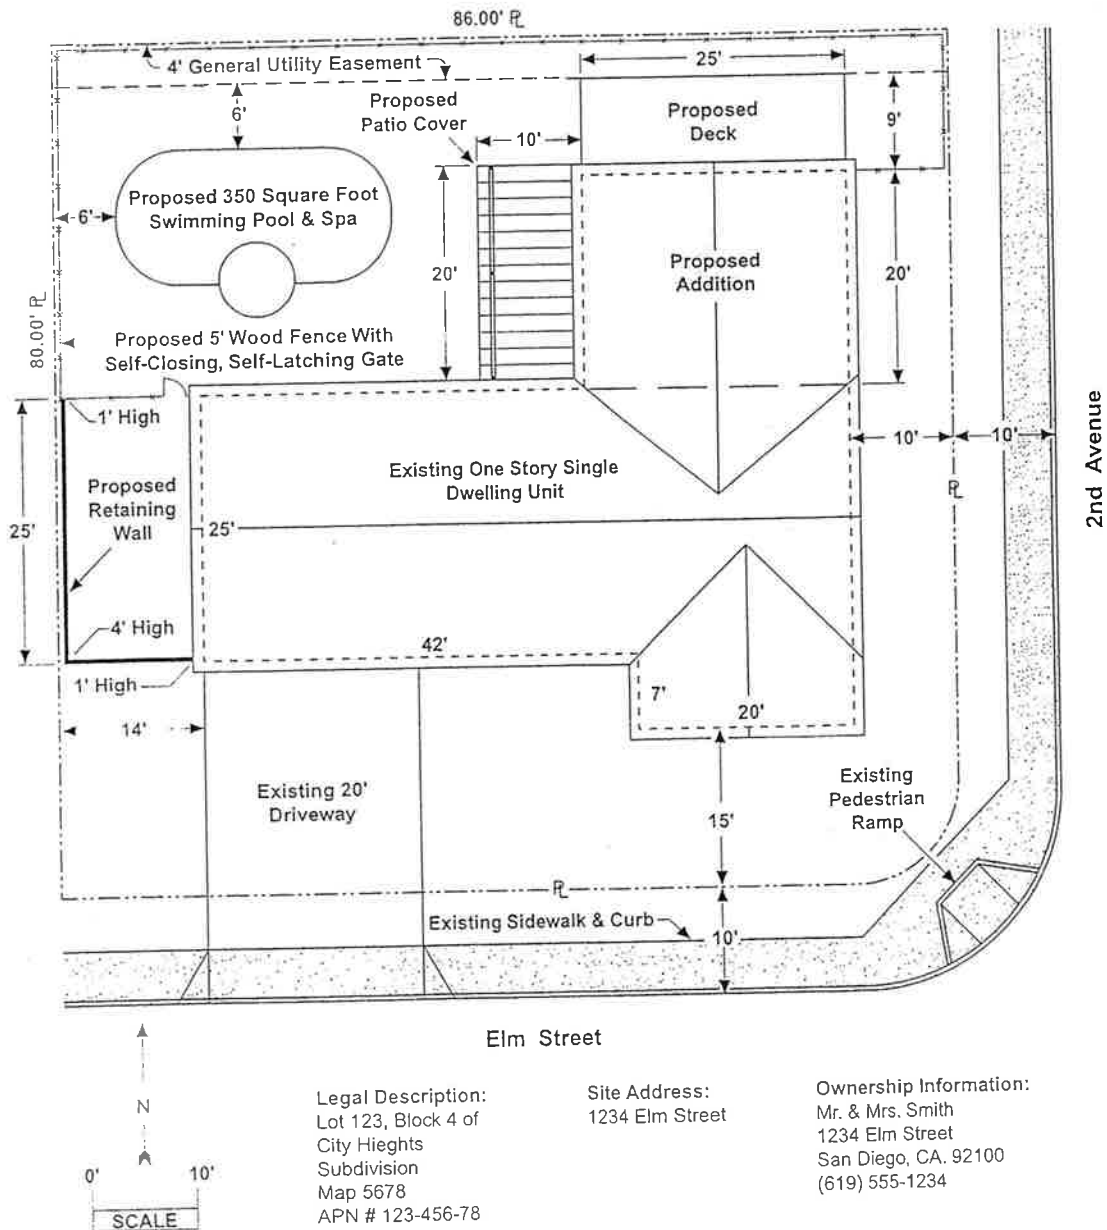 86.00' PL
4' General Utility Easement
25'
6'
Proposed
Patio Cover
10'
Proposed
Deck
9'
Proposed 350 Square Foot
Swimming Pool & Spa
6'
20'
Proposed
Addition
20'
80.00' PL
Proposed 5' Wood Fence With
Self-Closing, Self-Latching Gate
1' High
10'
10'
2nd Avenue
Existing One Story Single
Dwelling Unit
Proposed
Retaining
Wall
25'
25'
PL
4' High
42'
1' High
7'
20'
14'
Existing 20'
Driveway
15'
Existing
Pedestrian
Ramp
PL
Existing Sidewalk & Curb
10'
Elm Street
N
0'
10'
SCALE
Legal Description:
Lot 123, Block 4 of
City Hieghts
Subdivision
Map 5678
APN # 123-456-78
Site Address:
1234 Elm Street
Ownership Information:
Mr. & Mrs. Smith
1234 Elm Street
San Diego, CA. 92100
(619) 555-1234